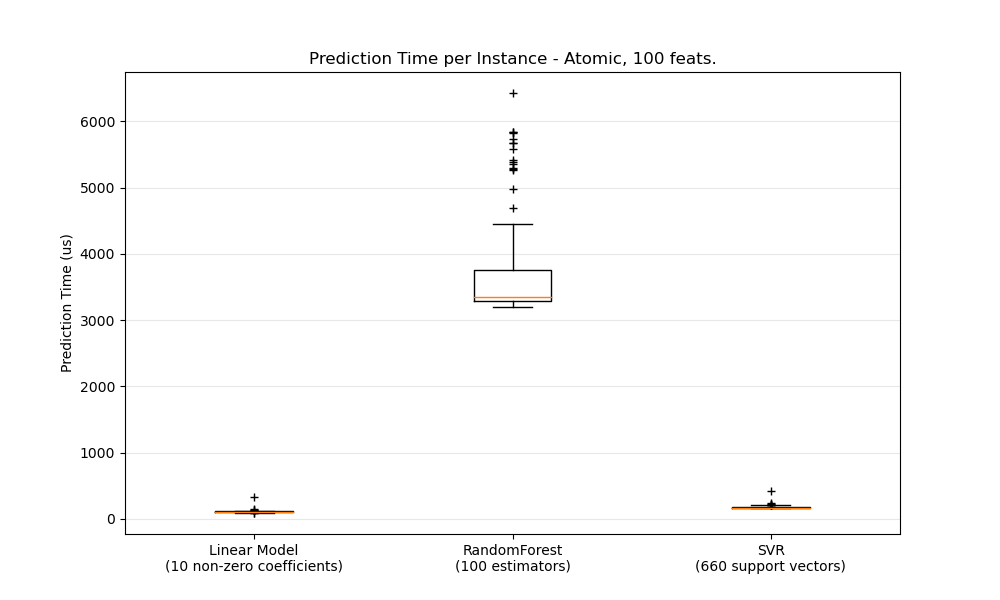 Prediction Time per Instance - Atomic, 100 feats.
Prediction Time (us)
6000
5000
4000
3000
2000
1000
0
Linear Model
(10 non-zero coefficients)
RandomForest
(100 estimators)
SVR
(660 support vectors)